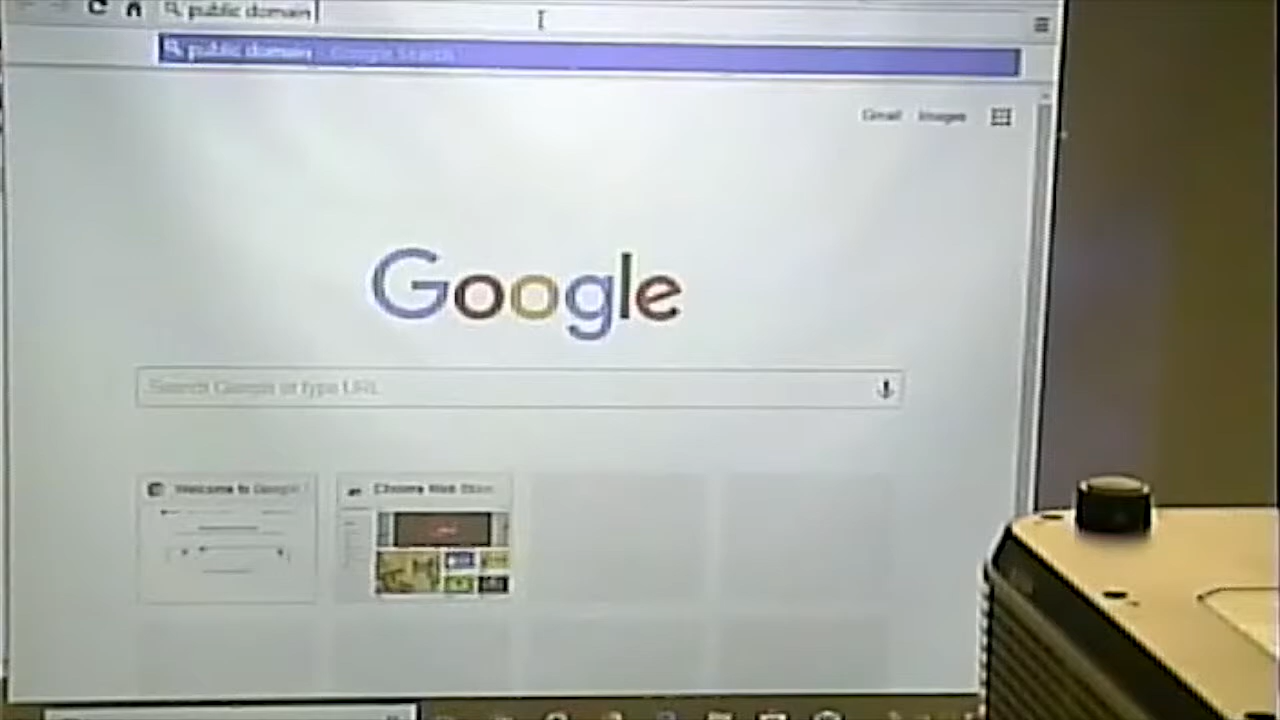 public domain
public domain - Google Search
Gmail Images
Google
Search Google or type URL
Welcome to Google
Chrome Web Store